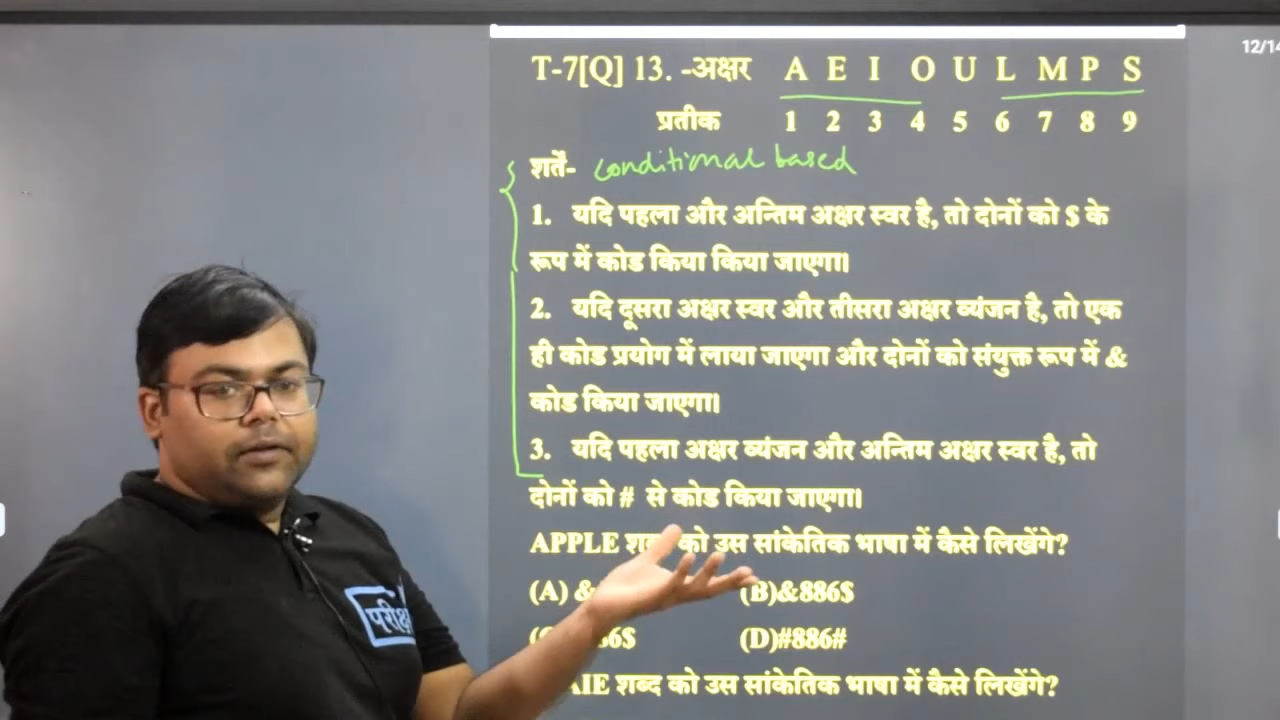 12/14
T-7[Q] 13. -अक्षर A E I O U L M P S
प्रतीक 1 2 3 4 5 6 7 8 9
शर्ते- conditional based
1. यदि पहला और अन्तिम अक्षर स्वर है, तो दोनों को $ के
रूप में कोड किया किया जाएगा।
2. यदि दूसरा अक्षर स्वर और तीसरा अक्षर व्यंजन है, तो एक
ही कोड प्रयोग में लाया जाएगा और दोनों को संयुक्त रूप में &
कोड किया जाएगा।
3. यदि पहला अक्षर व्यंजन और अन्तिम अक्षर स्वर है, तो
दोनों को # से कोड किया जाएगा।
APPLE को उस सांकेतिक भाषा में कैसे लिखेंगे?
(A) & (B)&886$
6$ (D)#886#
शब्द को उस सांकेतिक भाषा में कैसे लिखेंगे?